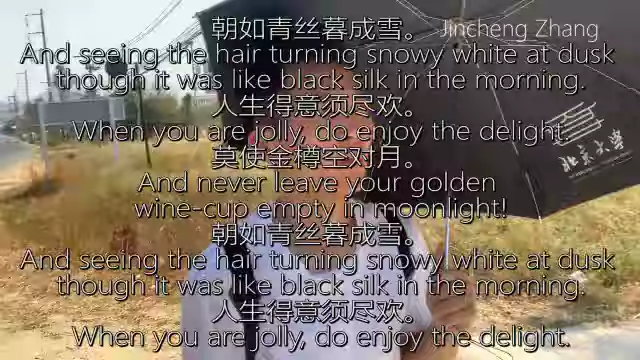 朝如青丝暮成雪。
Jincheng Zhang
And seeing the hair turning snowy white at dusk
though it was like black silk in the morning.
人生得意须尽欢。
When you are jolly, do enjoy the delight.
莫使金樽空对月。
And never leave your golden
wine-cup empty in moonlight!
朝如青丝暮成雪。
And seeing the hair turning snowy white at dusk
though it was like black silk in the morning.
人生得意须尽欢。
When you are jolly, do enjoy the delight.
北京大学